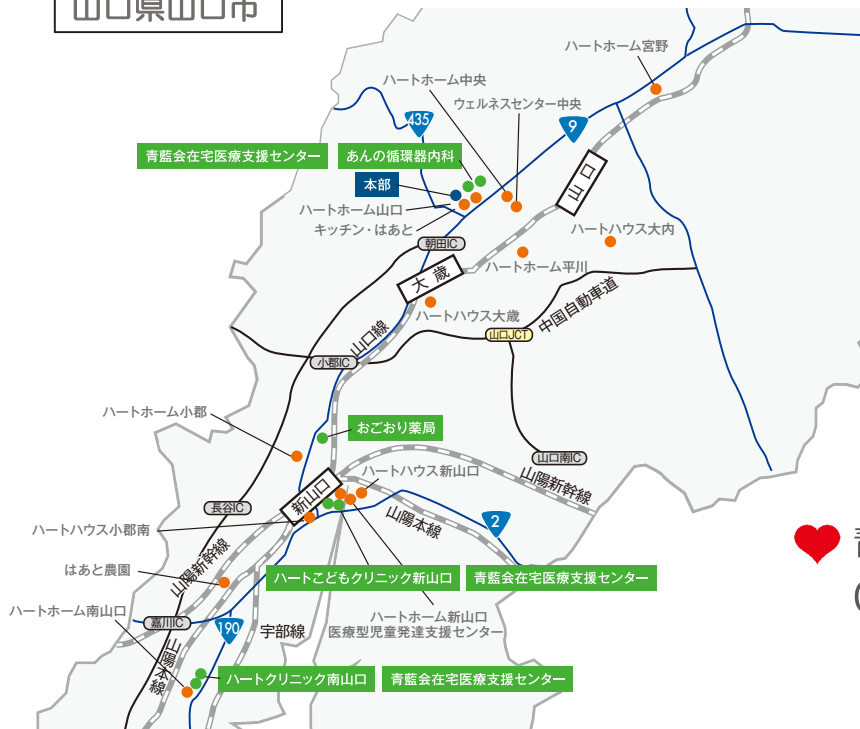 山口県山口市
ハートホーム宮野
ハートホーム中央
ウェルネスセンター中央
435
9
青藍会在宅医療支援センター
あんの循環器内科
本部
山口
ハートホーム山口
キッチン・はあと
ハートハウス大内
朝田IC
大歳
ハートホーム平川
中国自動車道
ハートハウス大歳
山口線
山口JCT
小郡IC
ハートホーム小郡
おごおり薬局
山口南IC
ハートハウス新山口
山陽新幹線
新山口
長谷IC
山陽本線
2
ハートハウス小郡南
山陽新幹線
はあと農園
ハートこどもクリニック新山口
青藍会在宅医療支援センター
ハートホーム南山口
ハートホーム新山口
医療型児童発達支援センター
嘉川IC
190
宇部線
山陽本線
ハートクリニック南山口
青藍会在宅医療支援センター